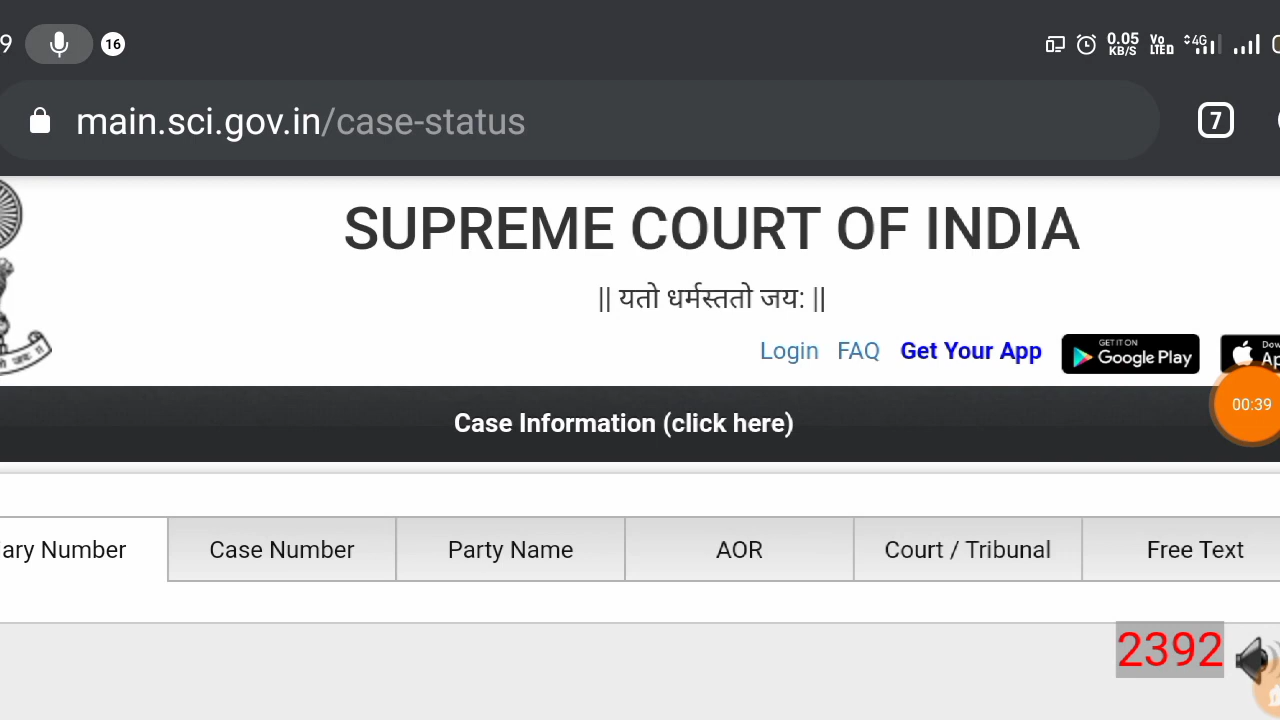 9 16 0.05 KB/S Vo LTED 4G
main.sci.gov.in/case-status 7
SUPREME COURT OF INDIA
|| यतो धर्मस्ततो जय: ||
Login FAQ Get Your App GET IT ON Google Play
00:39
Case Information (click here)
ary Number Case Number Party Name AOR Court / Tribunal Free Text
2392